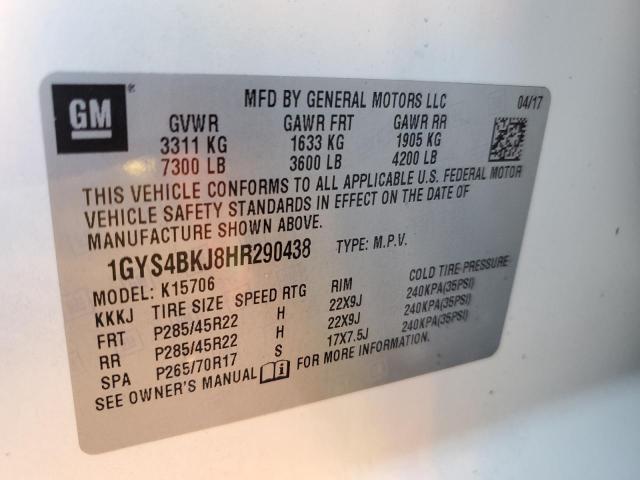 GM ® MFD BY GENERAL MOTORS LLC 04/17
GVWR GAWR FRT GAWR RR
3311 KG 1633 KG 1905 KG
7300 LB 3600 LB 4200 LB
THIS VEHICLE CONFORMS TO ALL APPLICABLE U.S. FEDERAL MOTOR
VEHICLE SAFETY STANDARDS IN EFFECT ON THE DATE OF
MANUFACTURE SHOWN ABOVE.
1GYS4BKJ8HR290438 TYPE: M.P.V.
MODEL: K15706
KKKJ TIRE SIZE SPEED RTG RIM COLD TIRE PRESSURE
FRT P285/45R22 H 22X9J 240KPA(35PSI)
RR P285/45R22 H 22X9J 240KPA(35PSI)
SPA P265/70R17 S 17X7.5J 240KPA(35PSI)
SEE OWNER'S MANUAL FOR MORE INFORMATION.